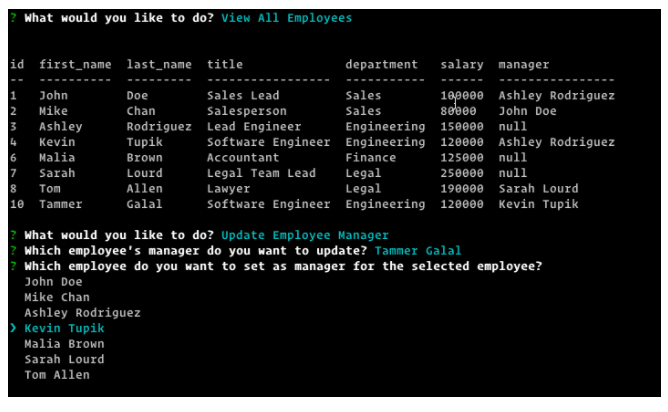 ? What would you like to do? View All Employees
id first_name last_name title department salary manager
-- ---------- --------- ----------------- ----------- ------ ----------------
1 John Doe Sales Lead Sales 100000 Ashley Rodriguez
2 Mike Chan Salesperson Sales 80000 John Doe
3 Ashley Rodriguez Lead Engineer Engineering 150000 null
4 Kevin Tupik Software Engineer Engineering 120000 Ashley Rodriguez
6 Malia Brown Accountant Finance 125000 null
7 Sarah Lourd Legal Team Lead Legal 250000 null
8 Tom Allen Lawyer Legal 190000 Sarah Lourd
10 Tammer Galal Software Engineer Engineering 120000 Kevin Tupik
? What would you like to do? Update Employee Manager
? Which employee's manager do you want to update? Tammer Galal
? Which employee do you want to set as manager for the selected employee?
John Doe
Mike Chan
Ashley Rodriguez
❯ Kevin Tupik
Malia Brown
Sarah Lourd
Tom Allen